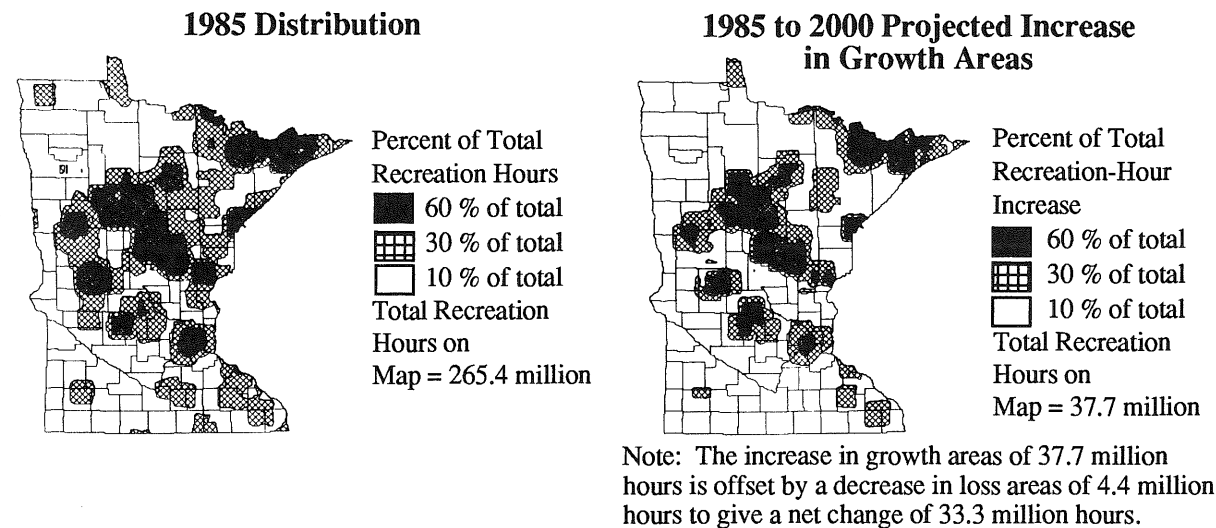 1985 Distribution
Percent of Total
Recreation Hours
60 % of total
30 % of total
10 % of total
Total Recreation
Hours on
Map = 265.4 million
1985 to 2000 Projected Increase
in Growth Areas
Percent of Total
Recreation-Hour
Increase
60 % of total
30 % of total
10 % of total
Total Recreation
Hours on
Map = 37.7 million
Note: The increase in growth areas of 37.7 million
hours is offset by a decrease in loss areas of 4.4 million
hours to give a net change of 33.3 million hours.